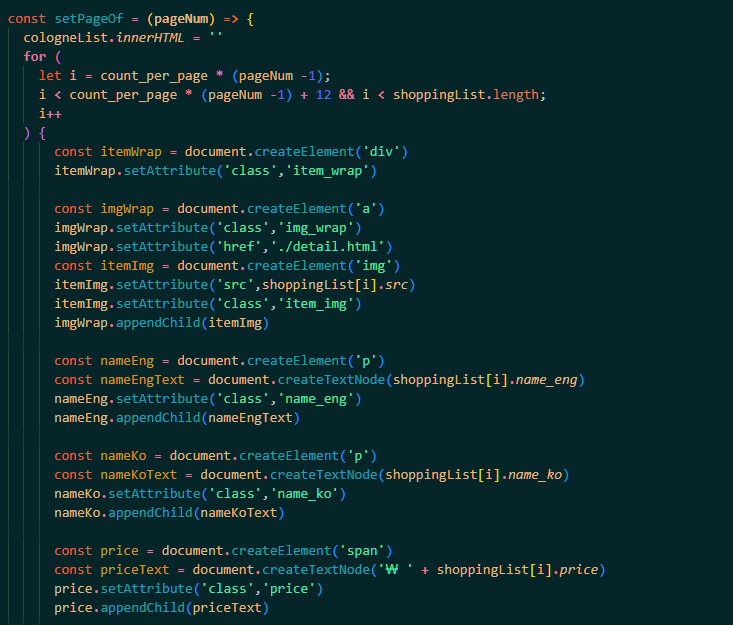 const setPageOf = (pageNum) => {
cologneList.innerHTML = ''
for (
let i = count_per_page * (pageNum -1);
i < count_per_page * (pageNum -1) + 12 && i < shoppingList.length;
i++
) {
const itemWrap = document.createElement('div')
itemWrap.setAttribute('class','item_wrap')
const imgWrap = document.createElement('a')
imgWrap.setAttribute('class','img_wrap')
imgWrap.setAttribute('href','./detail.html')
const itemImg = document.createElement('img')
itemImg.setAttribute('src',shoppingList[i].src)
itemImg.setAttribute('class','item_img')
imgWrap.appendChild(itemImg)
const nameEng = document.createElement('p')
const nameEngText = document.createTextNode(shoppingList[i].name_eng)
nameEng.setAttribute('class','name_eng')
nameEng.appendChild(nameEngText)
const nameKo = document.createElement('p')
const nameKoText = document.createTextNode(shoppingList[i].name_ko)
nameKo.setAttribute('class','name_ko')
nameKo.appendChild(nameKoText)
const price = document.createElement('span')
const priceText = document.createTextNode('₩ ' + shoppingList[i].price)
price.setAttribute('class','price')
price.appendChild(priceText)